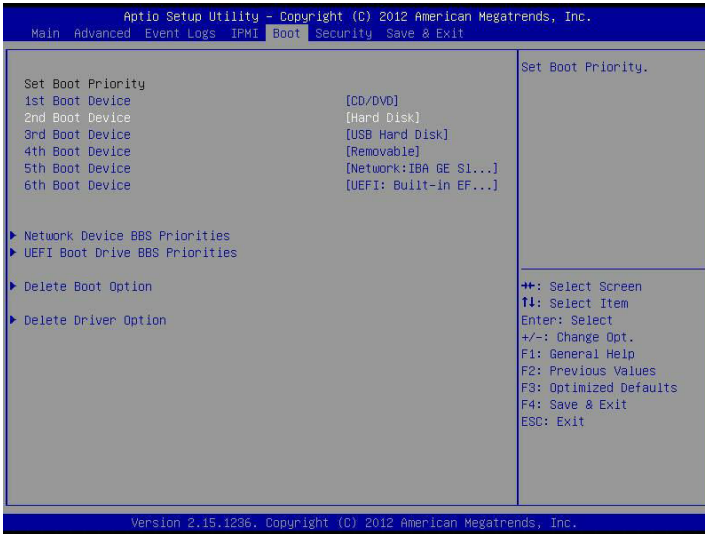 Aptio Setup Utility – Copyright (C) 2012 American Megatrends, Inc.
Main Advanced Event Logs IPMI Boot Security Save & Exit
Set Boot Priority
1st Boot Device [CD/DVD]
2nd Boot Device [Hard Disk]
3rd Boot Device [USB Hard Disk]
4th Boot Device [Removable]
5th Boot Device [Network:IBA GE Sl...]
6th Boot Device [UEFI: Built-in EF...]
Network Device BBS Priorities
UEFI Boot Drive BBS Priorities
Delete Boot Option
Delete Driver Option
Set Boot Priority.
→←: Select Screen
↑↓: Select Item
Enter: Select
+/-: Change Opt.
F1: General Help
F2: Previous Values
F3: Optimized Defaults
F4: Save & Exit
ESC: Exit
Version 2.15.1236. Copyright (C) 2012 American Megatrends, Inc.